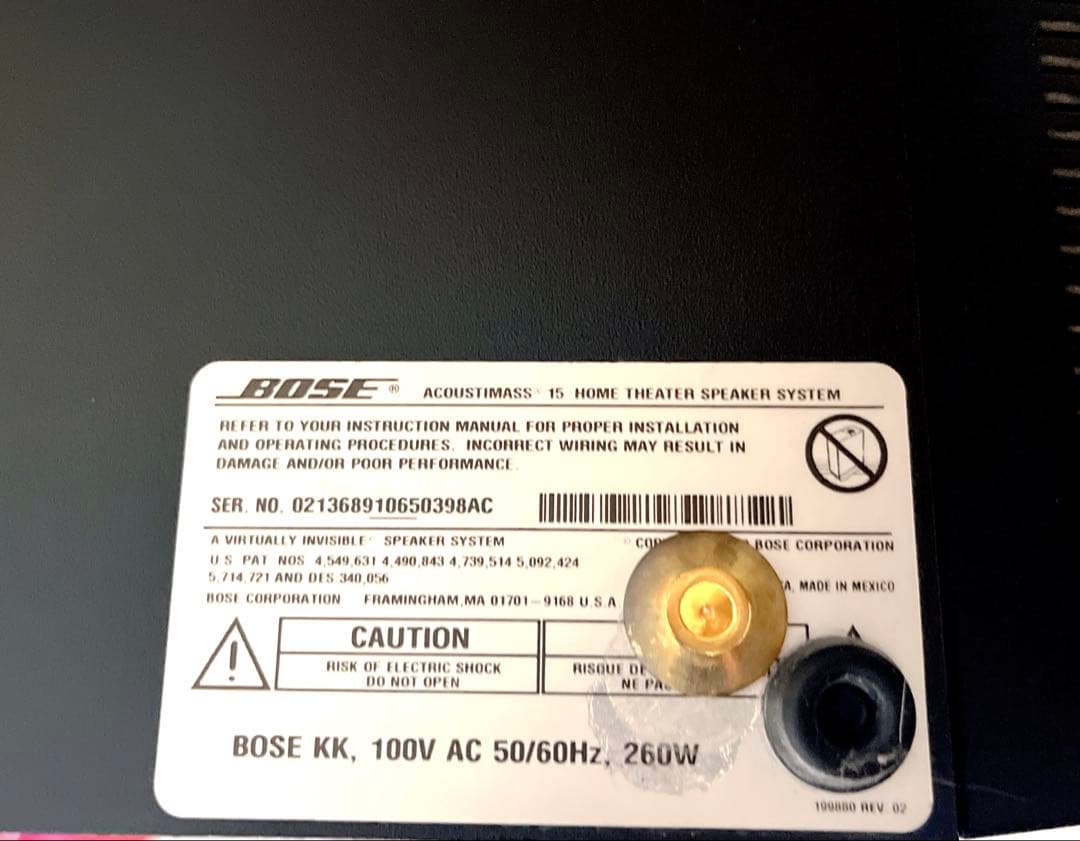 BOSE® ACOUSTIMASS® 15 HOME THEATER SPEAKER SYSTEM
REFER TO YOUR INSTRUCTION MANUAL FOR PROPER INSTALLATION
AND OPERATING PROCEDURES. INCORRECT WIRING MAY RESULT IN
DAMAGE AND/OR POOR PERFORMANCE.
SER. NO. 021368910650398AC
A VIRTUALLY INVISIBLE® SPEAKER SYSTEM
BOSE CORPORATION
U S PAT NOS 4,549,631 4,490,843 4,739,514 5,092,424
5,714,721 AND DES 340,056
MADE IN MEXICO
BOSE CORPORATION FRAMINGHAM,MA 01701-9168 U.S.A
CAUTION
RISK OF ELECTRIC SHOCK
DO NOT OPEN
RISQUE
NE
BOSE KK, 100V AC 50/60Hz, 260W
199880 REV 02